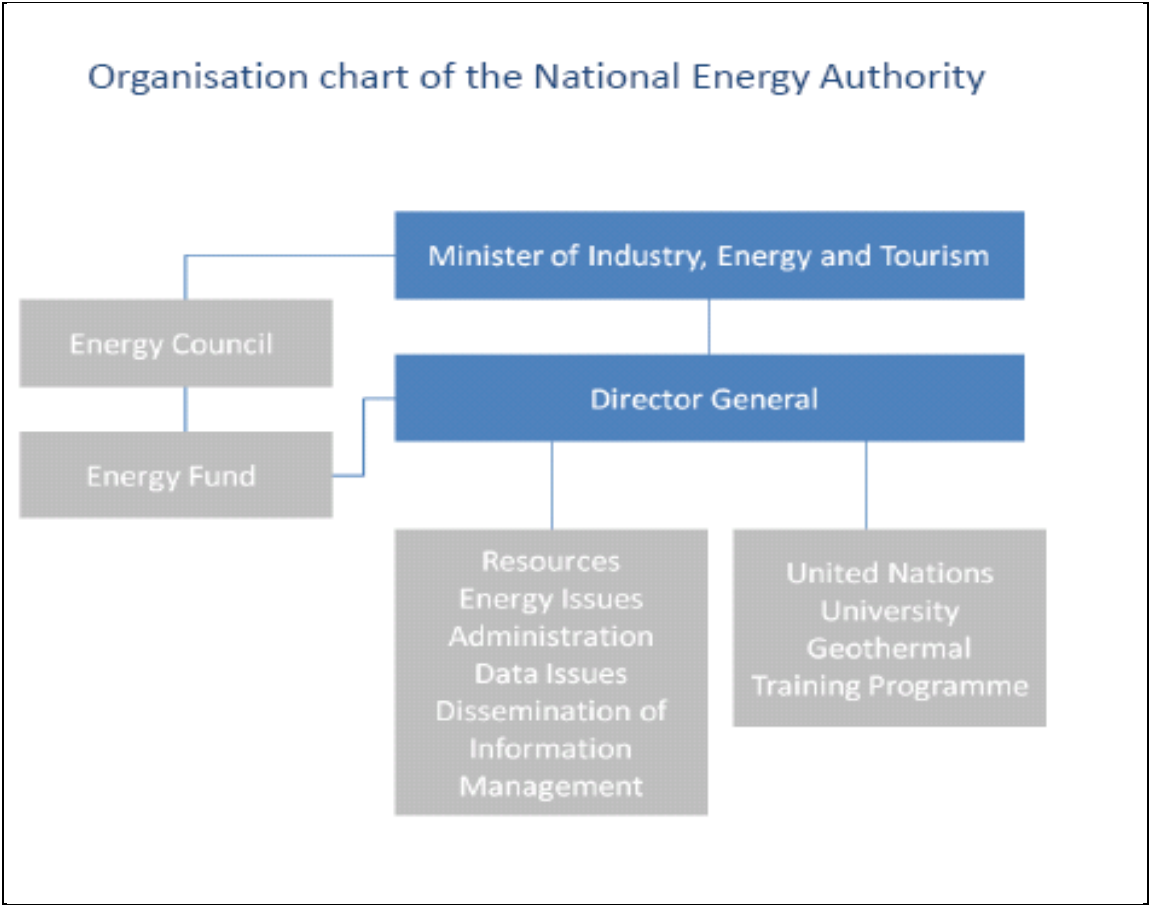 Organisation chart of the National Energy Authority
Minister of Industry, Energy and Tourism
Energy Council
Director General
Energy Fund
Resources
Energy Issues
Administration
Data Issues
Dissemination of
Information
Management
United Nations
University
Geothermal
Training Programme